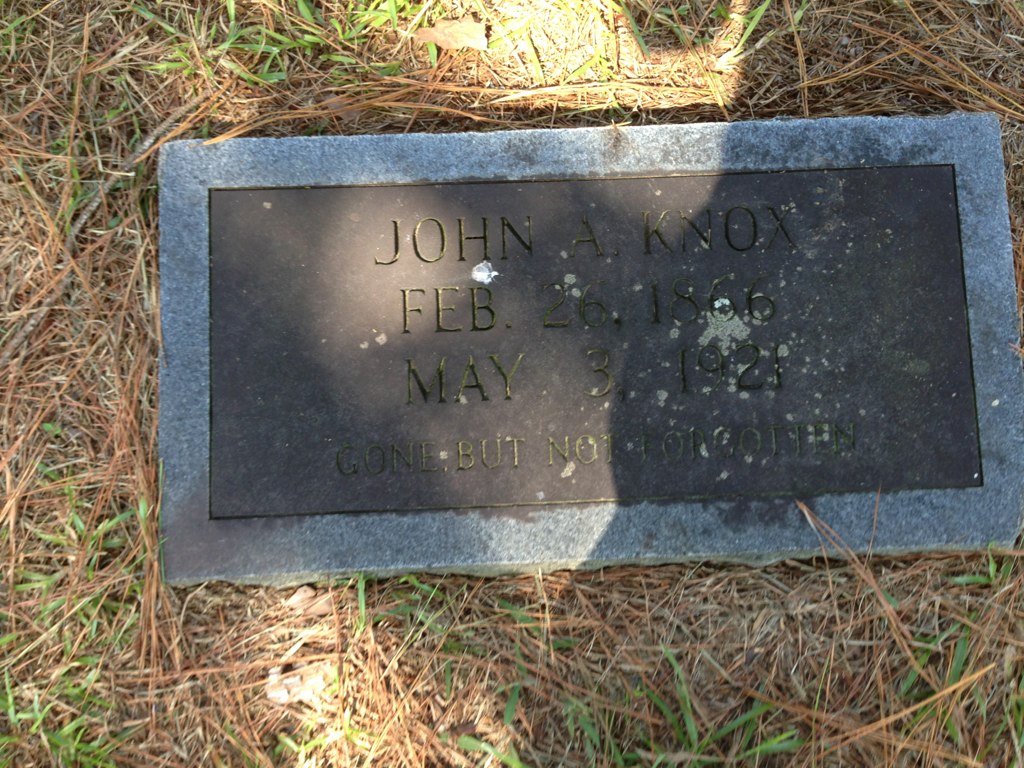 JOHN A. KNOX
FEB. 26, 1866
MAY 3, 1921
GONE BUT NOT FORGOTTEN